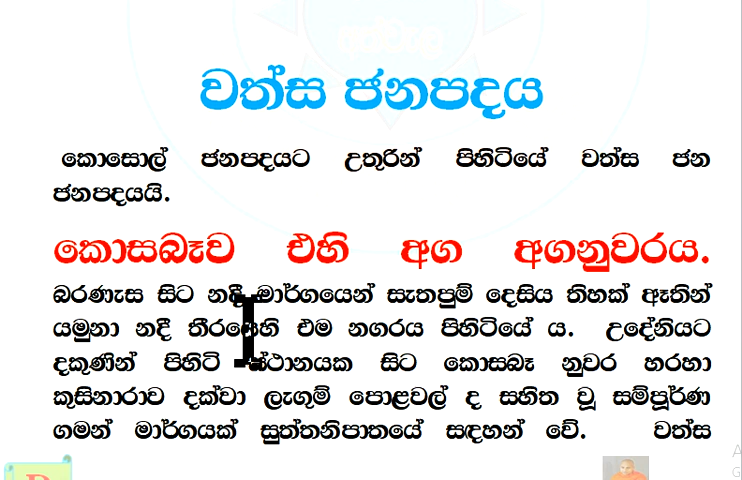 වත්ස ජනපදය
කොසොල් ජනපදයට උතුරින් පිහිටියේ වත්ස ජන
ජනපදයයි.
කොසබෑව එහි අග අගනුවරය.
බරණැස සිට නදී මාර්ගයෙන් සැතපුම් දෙසිය තිහක් ඈතින්
යමුනා නදී තීරයෙහි එම නගරය පිහිටියේ ය. උදේනියට
දකුණින් පිහිටි ස්ථානයක සිට කොසබෑ නුවර හරහා
කුසිනාරාව දක්වා ලැගුම් පොළවල් ද සහිත වූ සම්පූර්ණ
ගමන් මාර්ගයක් සුත්තනිපාතයේ සඳහන් වේ. වත්ස